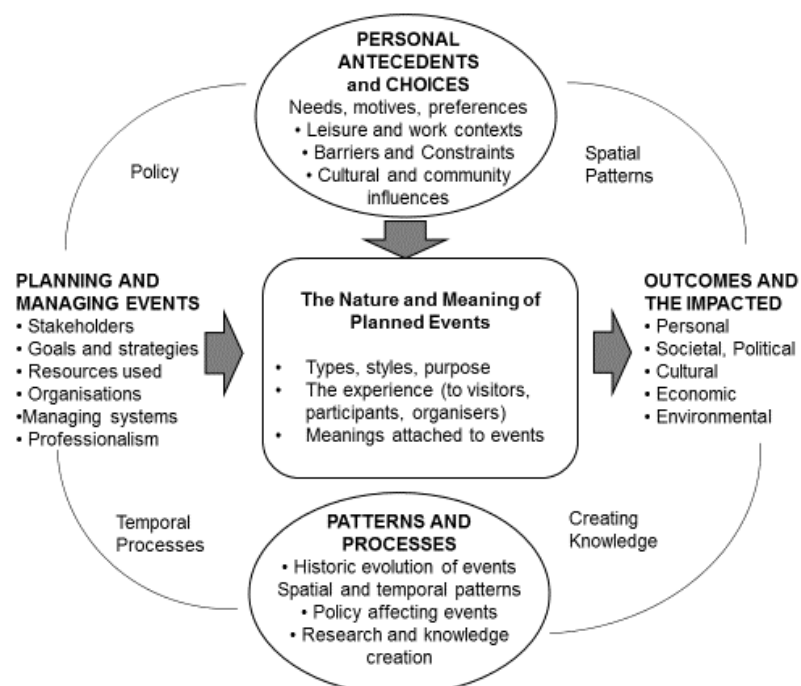 PERSONAL
ANTECEDENTS
and CHOICES
Needs, motives, preferences
• Leisure and work contexts
• Barriers and Constraints
• Cultural and community
influences
Policy
Spatial
Patterns
PLANNING AND
MANAGING EVENTS
• Stakeholders
• Goals and strategies
• Resources used
• Organisations
•Managing systems
• Professionalism
The Nature and Meaning of
Planned Events
• Types, styles, purpose
• The experience (to visitors,
participants, organisers)
• Meanings attached to events
OUTCOMES AND
THE IMPACTED
• Personal
• Societal, Political
• Cultural
• Economic
• Environmental
Temporal
Processes
Creating
Knowledge
PATTERNS AND
PROCESSES
• Historic evolution of events
Spatial and temporal patterns
• Policy affecting events
• Research and knowledge
creation